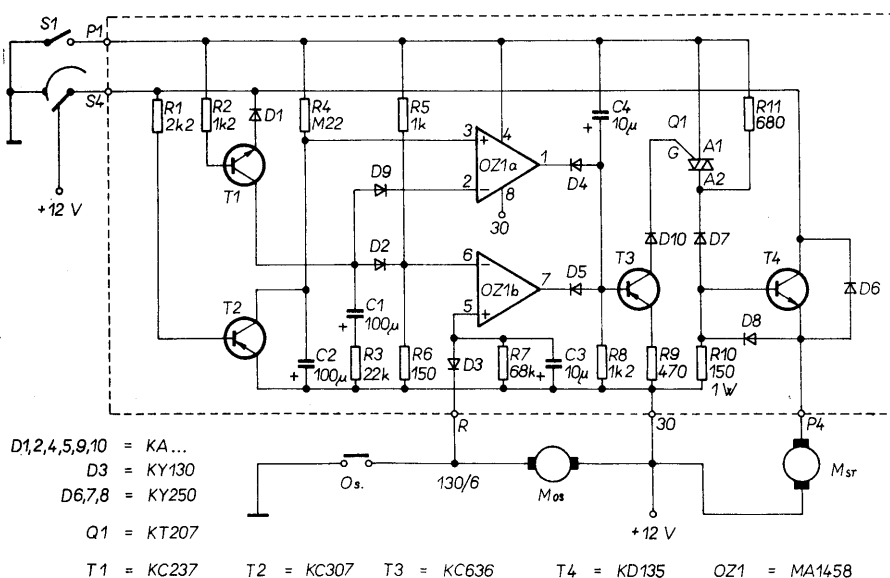 S1
P1
S4
+12 V
R1
2k2
R2
1k2
D1
R4
M22
R5
1k
C4
10μ
+
Q1
R11
680
3
+
4
OZ1a
1
2
−
8
30
D4
G
A1
A2
T1
D9
D2
6
−
OZ1b
7
5
+
D5
T3
D10
D7
T4
D6
T2
C1
100μ
+
C2
100μ
+
R3
22k
R6
150
D3
R7
68k
C3
10μ
+
R8
1k2
R9
470
D8
R10
150
1W
R
30
P4
Os.
130/6
Mos
+12 V
MST
D1,2,4,5,9,10 = KA...
D3 = KY130
D6,7,8 = KY250
Q1 = KT207
T1 = KC237 T2 = KC307 T3 = KC636 T4 = KD135 OZ1 = MA1458